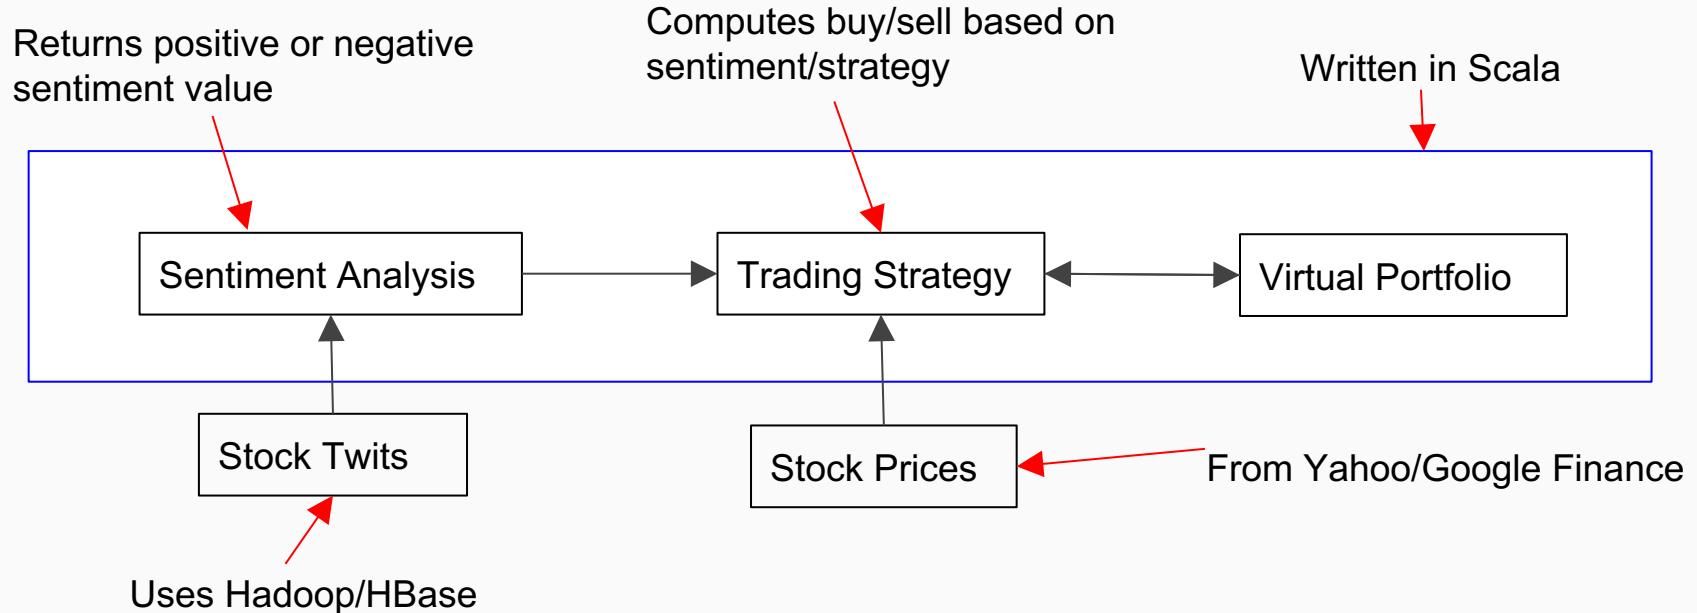 Returns positive or negative
sentiment value
Computes buy/sell based on
sentiment/strategy
Written in Scala
Sentiment Analysis
Trading Strategy
Virtual Portfolio
Stock Twits
Stock Prices
From Yahoo/Google Finance
Uses Hadoop/HBase